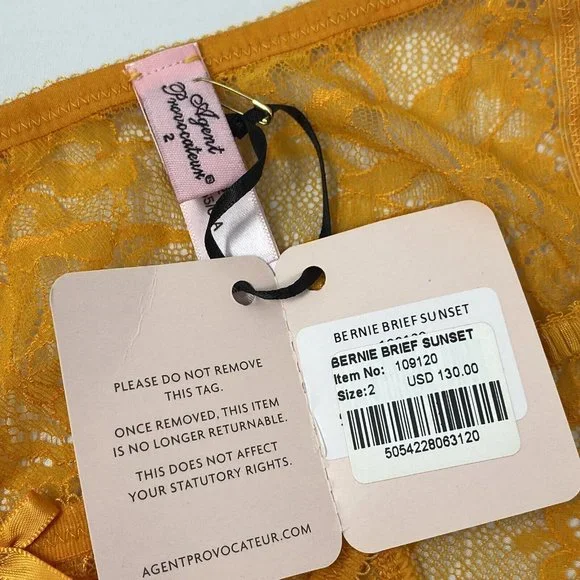 Agent
Provocateur®
2
PLEASE DO NOT REMOVE
THIS TAG.
ONCE REMOVED, THIS ITEM
IS NO LONGER RETURNABLE.
THIS DOES NOT AFFECT
YOUR STATUTORY RIGHTS.
AGENTPROVOCATEUR.COM
BERNIE BRIEF SUNSET
BERNIE BRIEF SUNSET
Item No: 109120
Size:2 USD 130.00
5054228063120